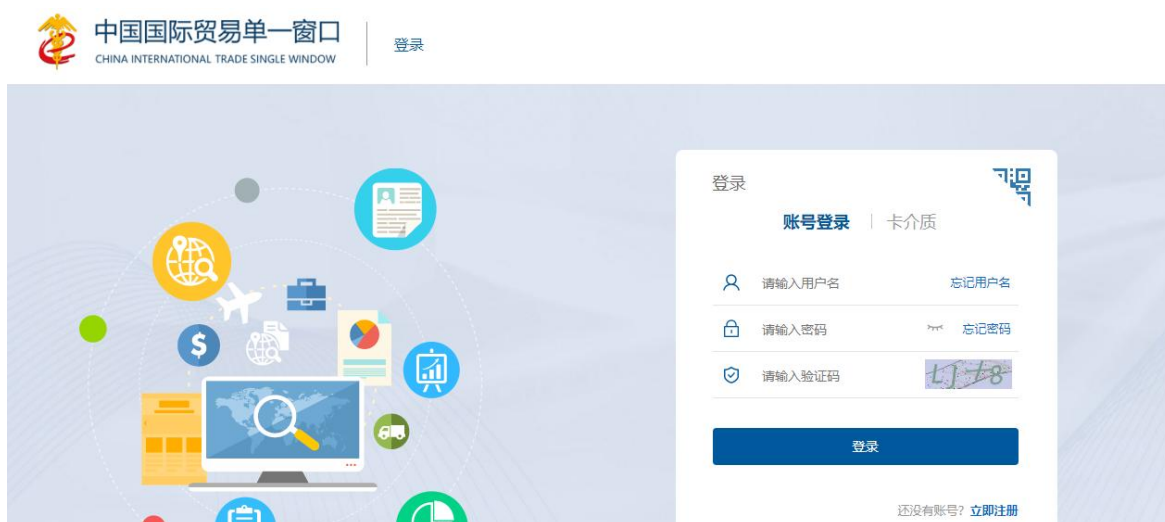 中国国际贸易单一窗口
CHINA INTERNATIONAL TRADE SINGLE WINDOW
登录
登录
账号登录 | 卡介质
请输入用户名 忘记用户名
请输入密码 忘记密码
请输入验证码
登录
还没有账号? 立即注册
$